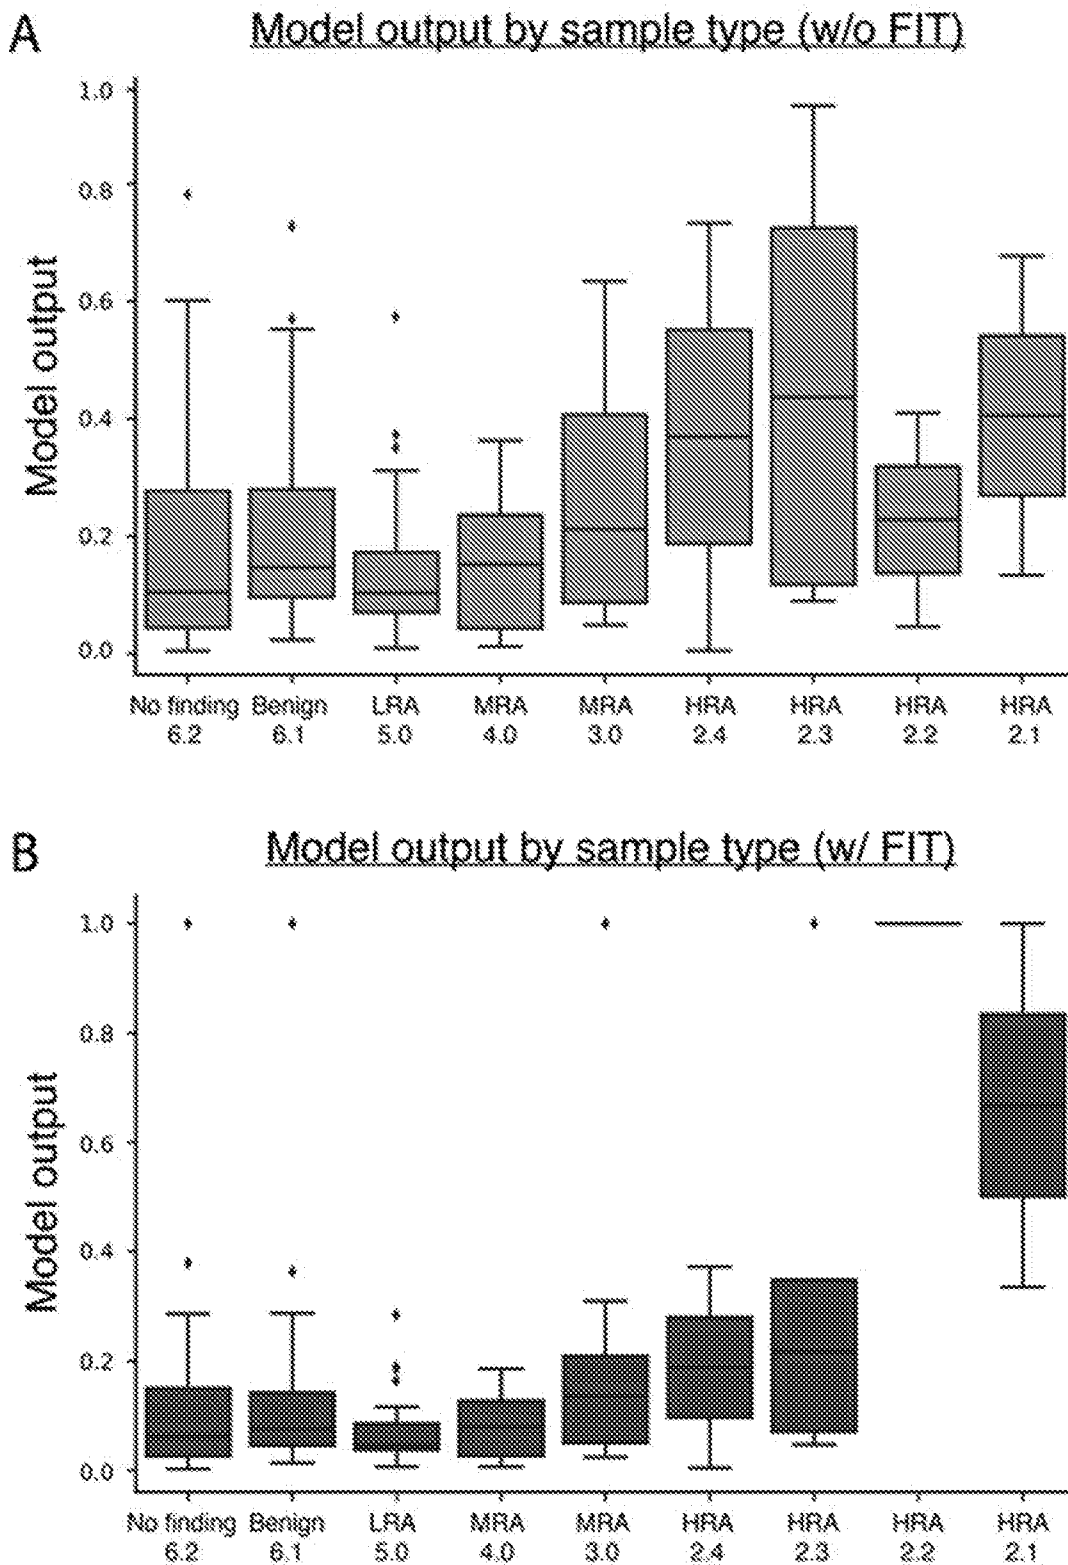 A
Model output by sample type (w/o FIT)
Model output
1.0
0.8
0.6
0.4
0.2
0.0
No finding Benign LRA MRA MRA HRA HRA HRA HRA
6.2 6.1 5.0 4.0 3.0 2.4 2.3 2.2 2.1
B
Model output by sample type (w/ FIT)
Model output
1.0
0.8
0.6
0.4
0.2
0.0
No finding Benign LRA MRA MRA HRA HRA HRA HRA
6.2 6.1 5.0 4.0 3.0 2.4 2.3 2.2 2.1